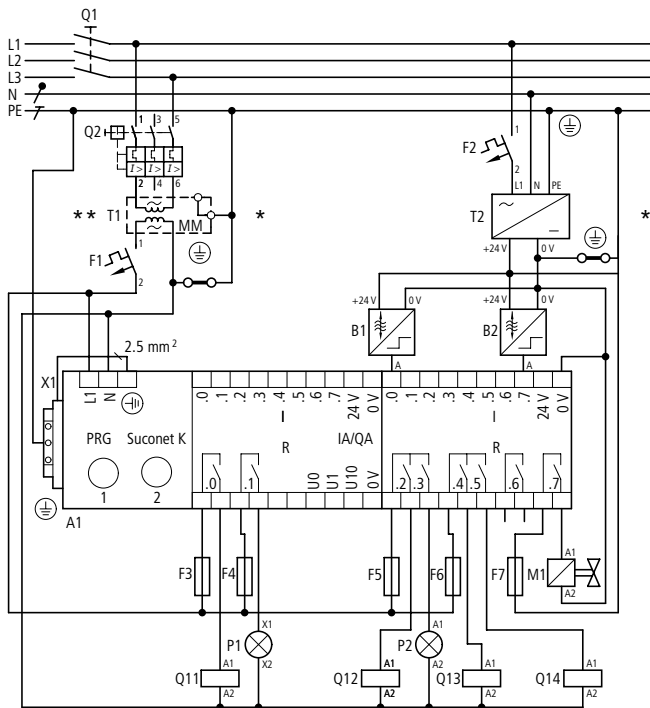 Q1
L1
L2
L3
N
PE
1 3 5
Q2
I> I> I>
2 4 6
F2
1
2
L1 N PE
** T1 MM *
T2
*
+24 V 0 V
F1
1
2
+24 V 0 V +24 V 0 V
B1 B2
A A
2.5 mm²
X1
L1 N
.0 .1 .2 .3 .4 .5 .6 .7 24 V 0 V .0 .1 .2 .3 .4 .5 .6 .7 24 V 0 V
I I
PRG Suconet K R IA/QA R
1 2
.0 .1 U0 U1 U10 0 V .2 .3 .4 .5 .6 .7
A1
F3 F4 F5 F6 F7 M1
A1
A2
P1 X1
X2
P2 A1
A2
Q11 A1
A2
Q12 A1
A2
Q13 A1
A2
Q14 A1
A2